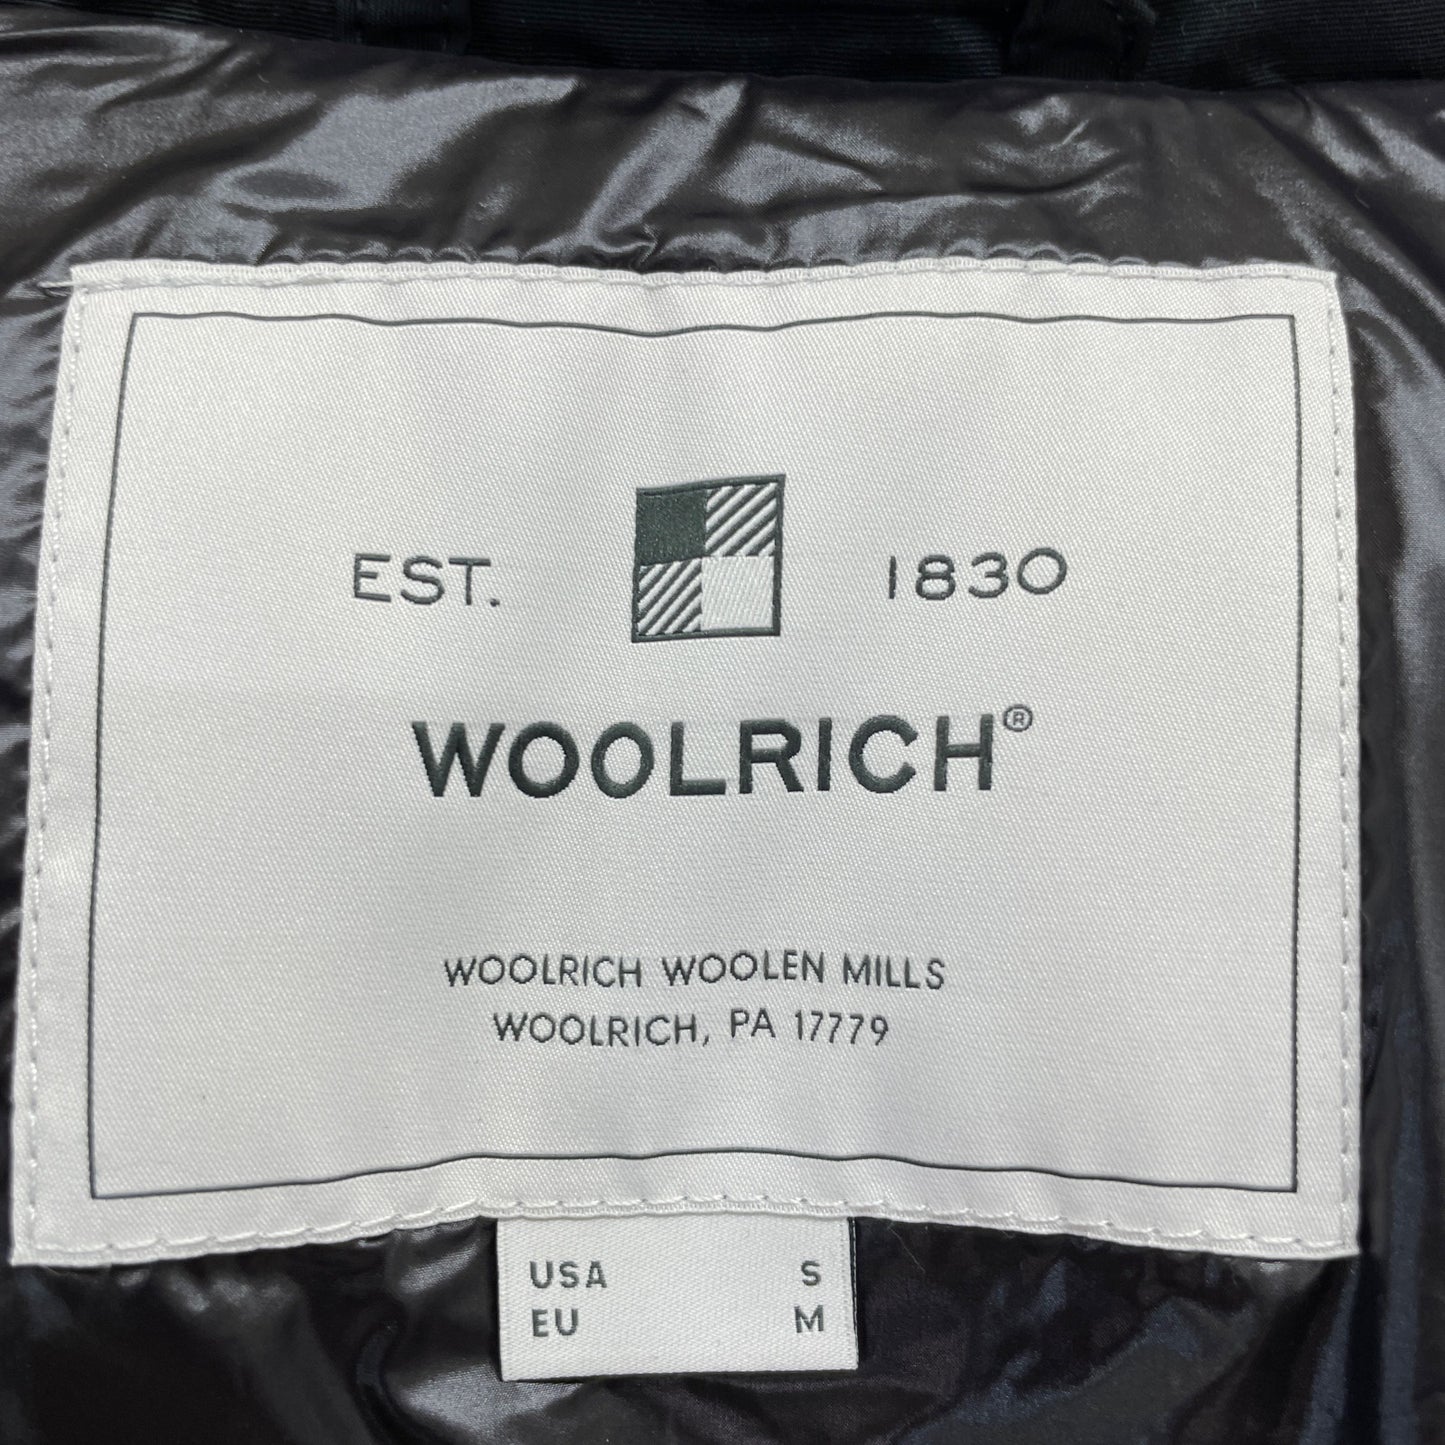 EST. 1830
WOOLRICH®
WOOLRICH WOOLEN MILLS
WOOLRICH, PA 17779
USA S
EU M